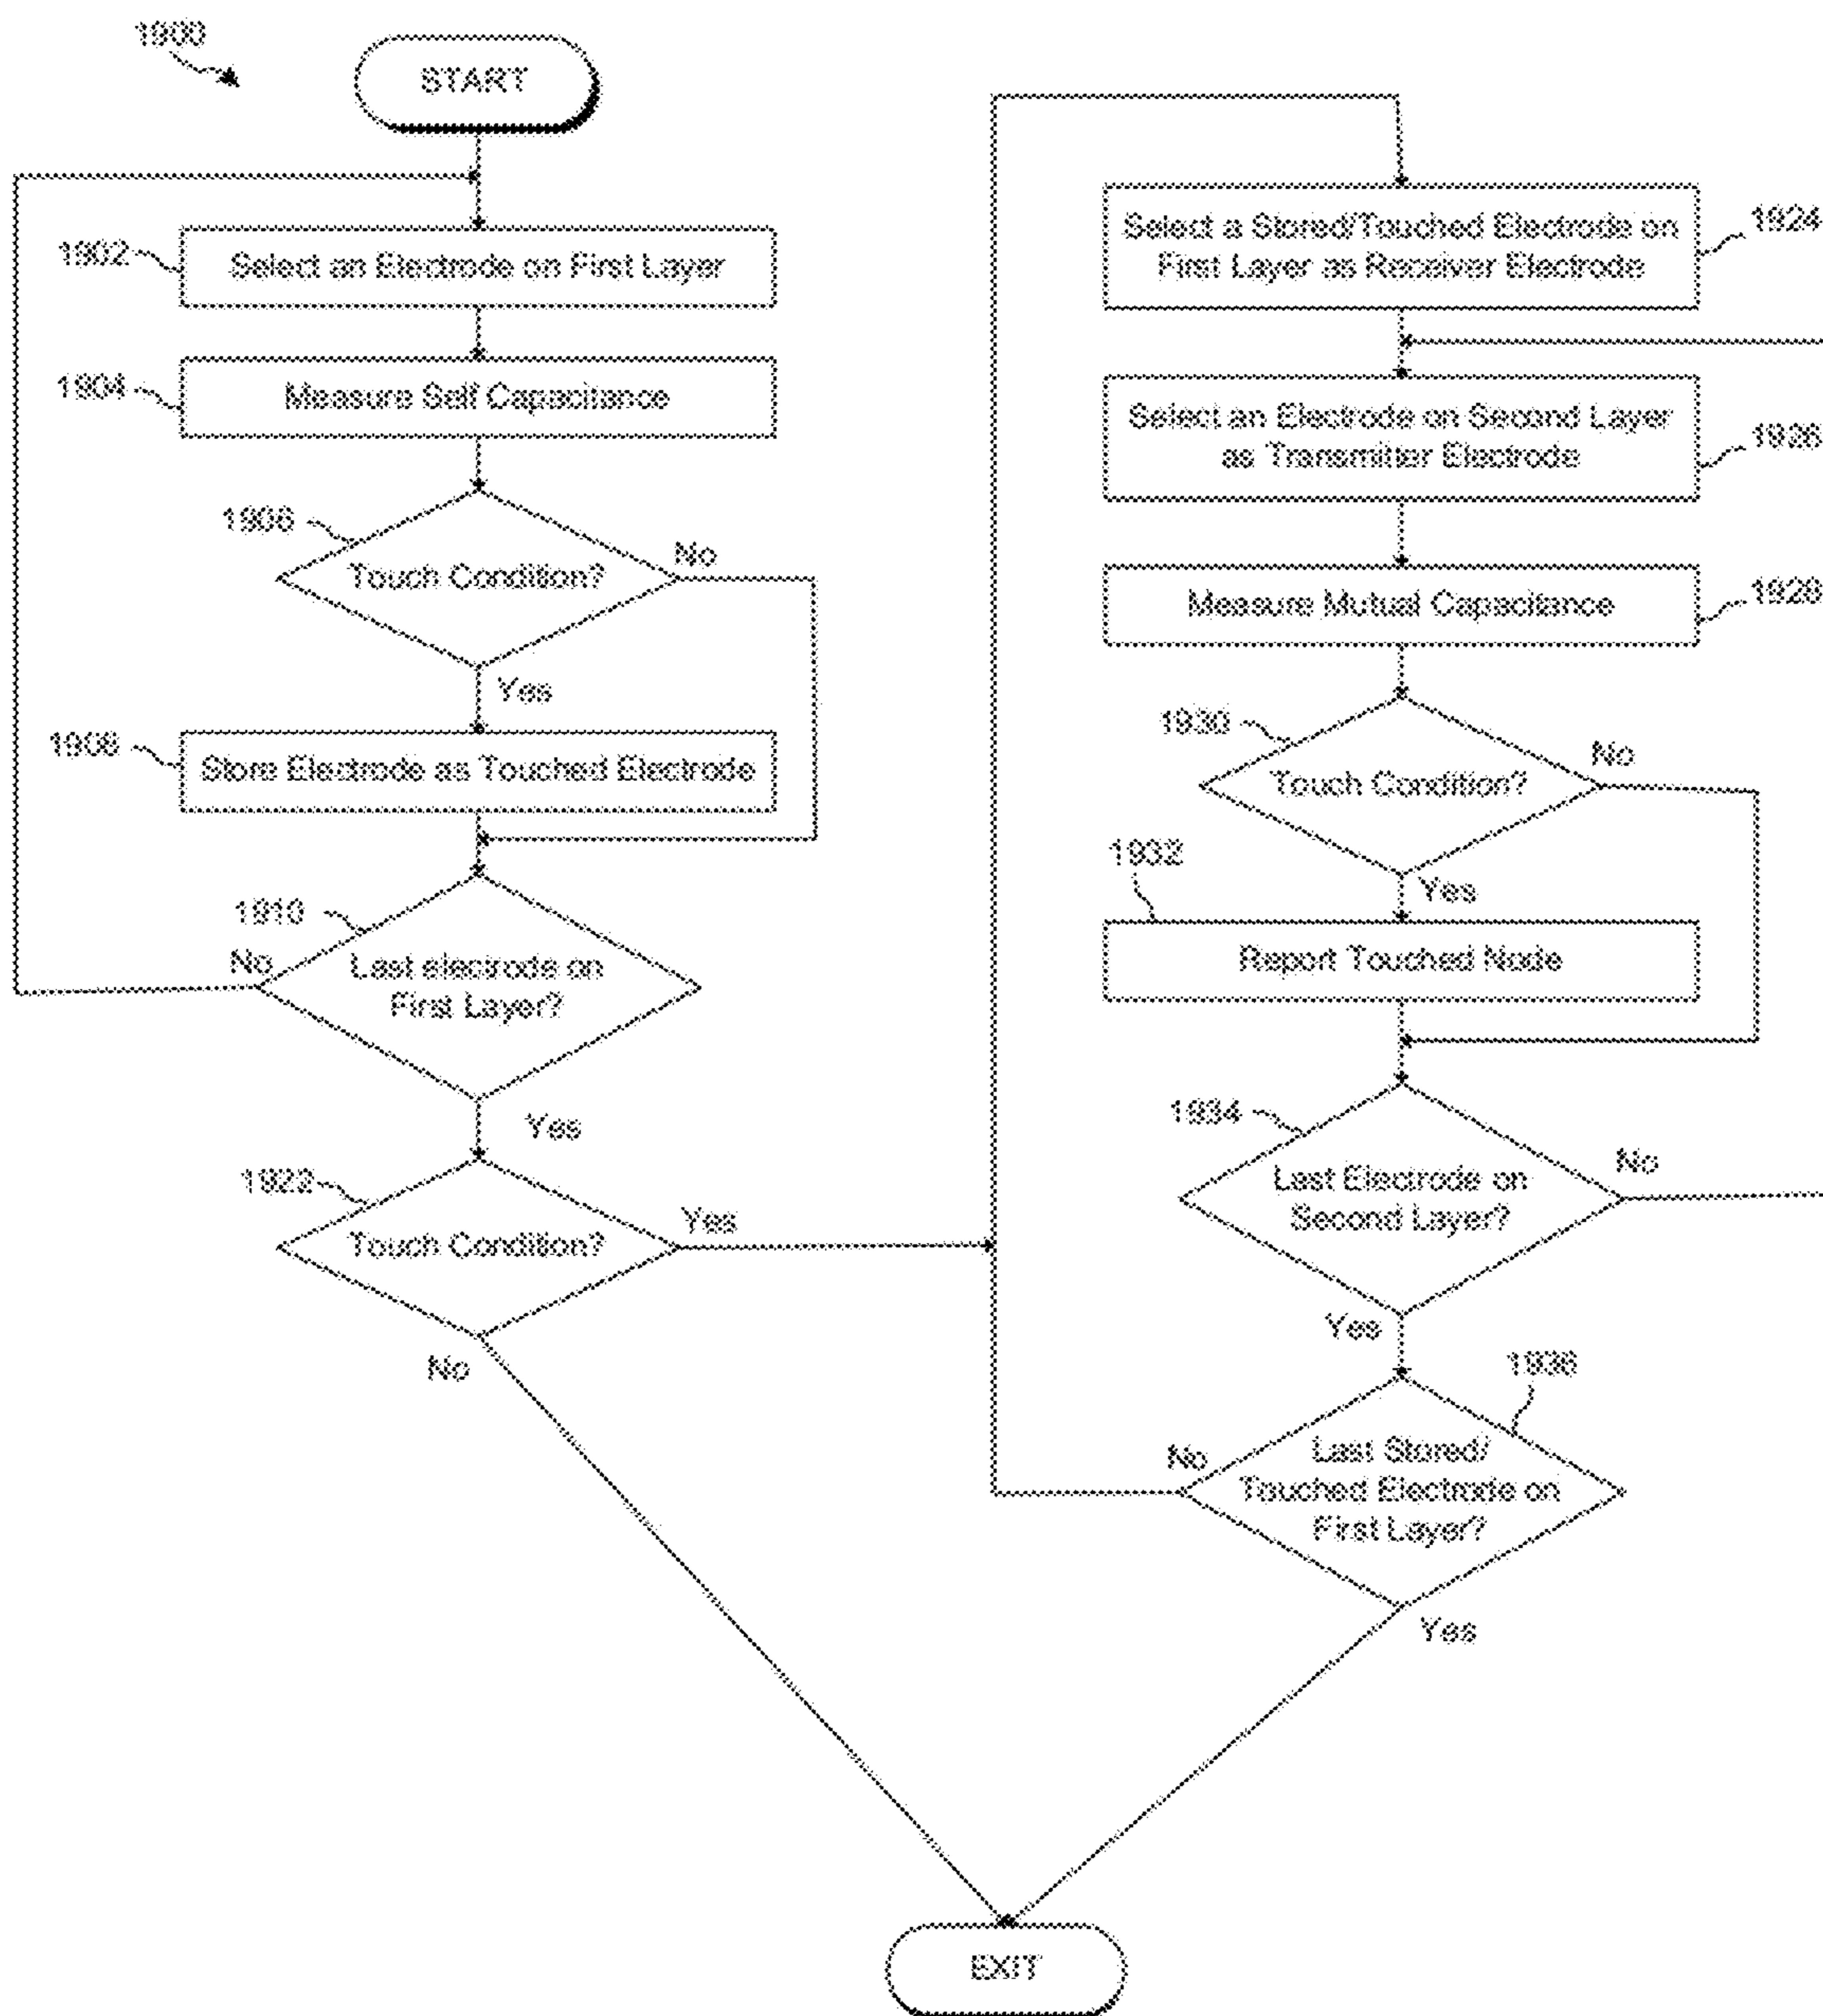 1900
START
1902
Select an Electrode on First Layer
1904
Measure Self Capacitance
1906
Touch Condition?
No
Yes
1908
Store Electrode as Touched Electrode
1910
No
Last electrode on
First Layer?
Yes
1922
Touch Condition?
Yes
No
Select a Stored/Touched Electrode on
First Layer as Receiver Electrode
1924
Select an Electrode on Second Layer
as Transmitter Electrode
1926
Measure Mutual Capacitance
1928
1930
Touch Condition?
No
1932
Yes
Report Touched Node
1934
Last Electrode on
Second Layer?
No
Yes
1936
No
Last Stored/
Touched Electrode on
First Layer?
Yes
EXIT